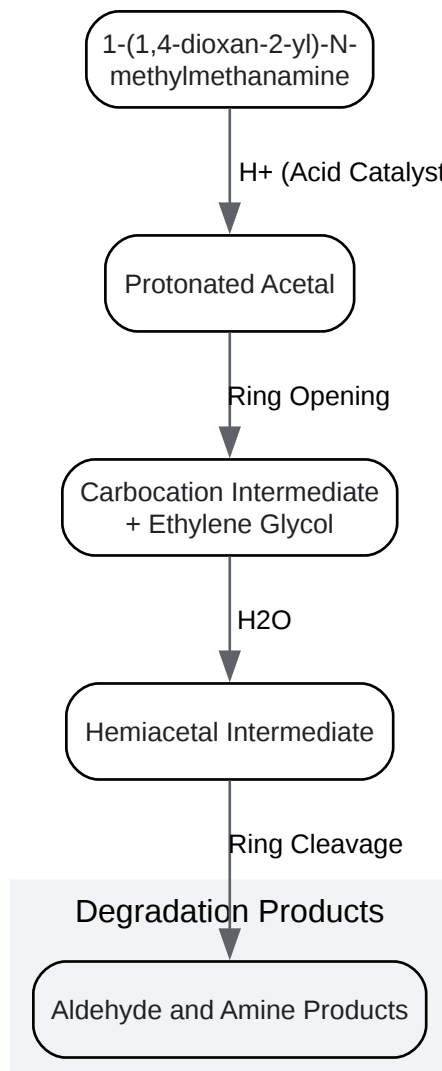 1-(1,4-dioxan-2-yl)-N-
methylmethanamine
H+ (Acid Catalyst
Protonated Acetal
Ring Opening
Carbocation Intermediate
+ Ethylene Glycol
H2O
Hemiacetal Intermediate
Ring Cleavage
Degradation Products
Aldehyde and Amine Products